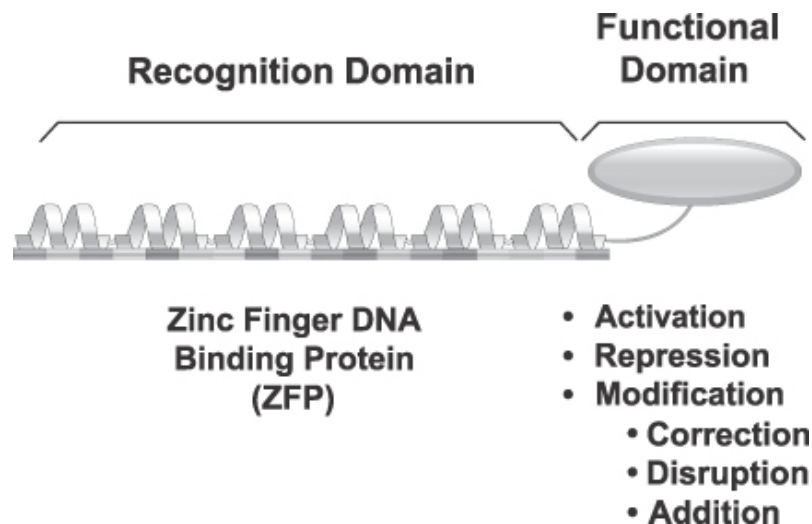 Recognition Domain
Functional
Domain
Zinc Finger DNA
Binding Protein
(ZFP)
• Activation
• Repression
• Modification
• Correction
• Disruption
• Addition